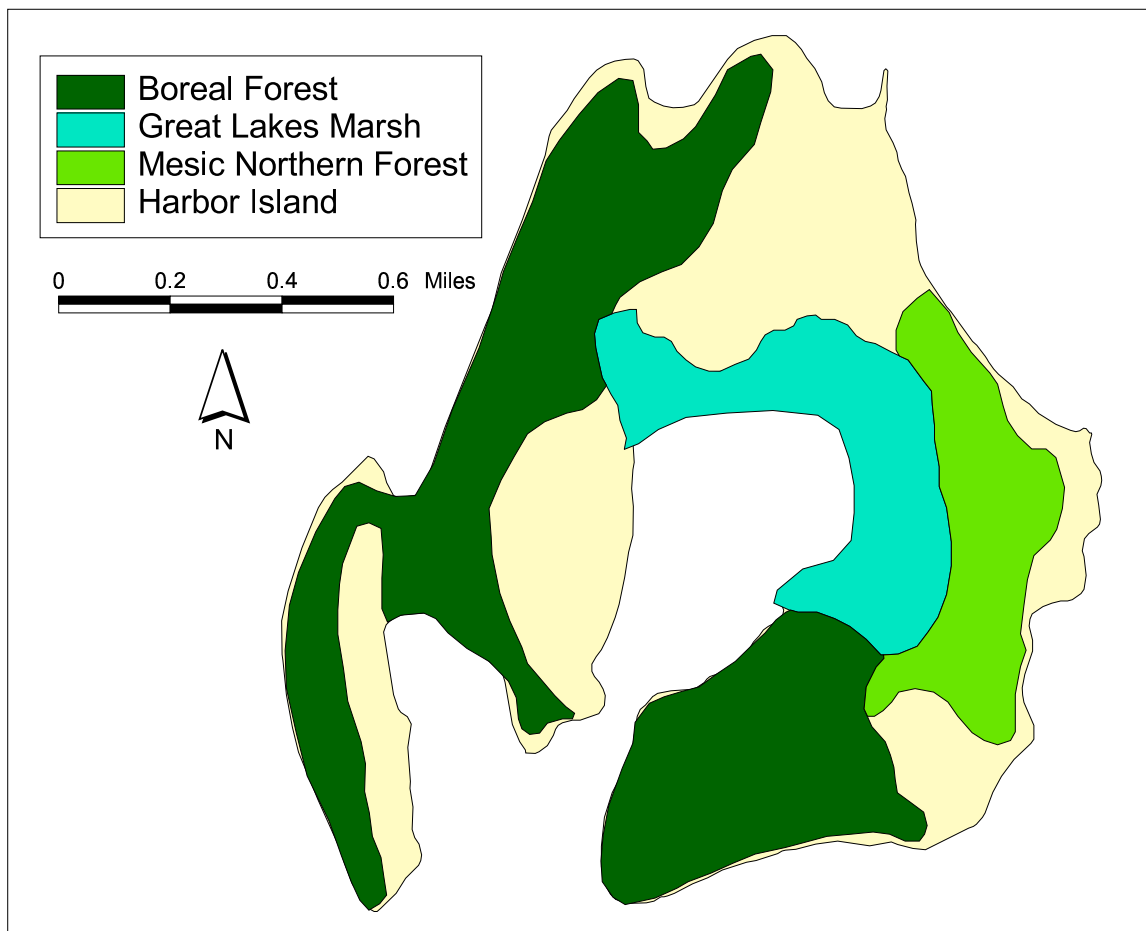 Boreal Forest
Great Lakes Marsh
Mesic Northern Forest
Harbor Island
0 0.2 0.4 0.6 Miles
N